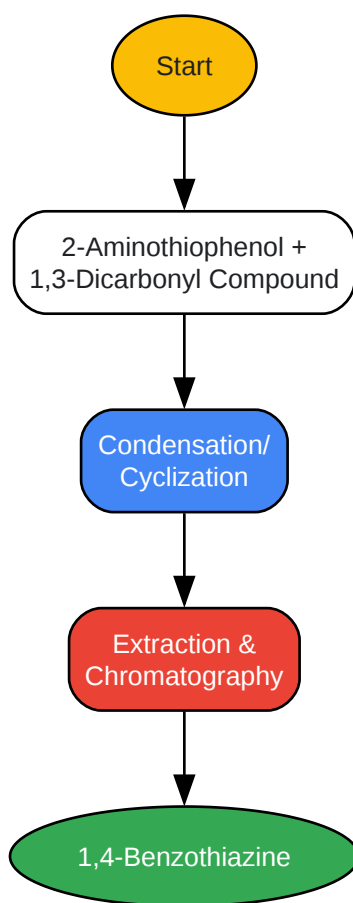 Start
2-Aminothiophenol +
1,3-Dicarbonyl Compound
Condensation/
Cyclization
Extraction &
Chromatography
1,4-Benzothiazine